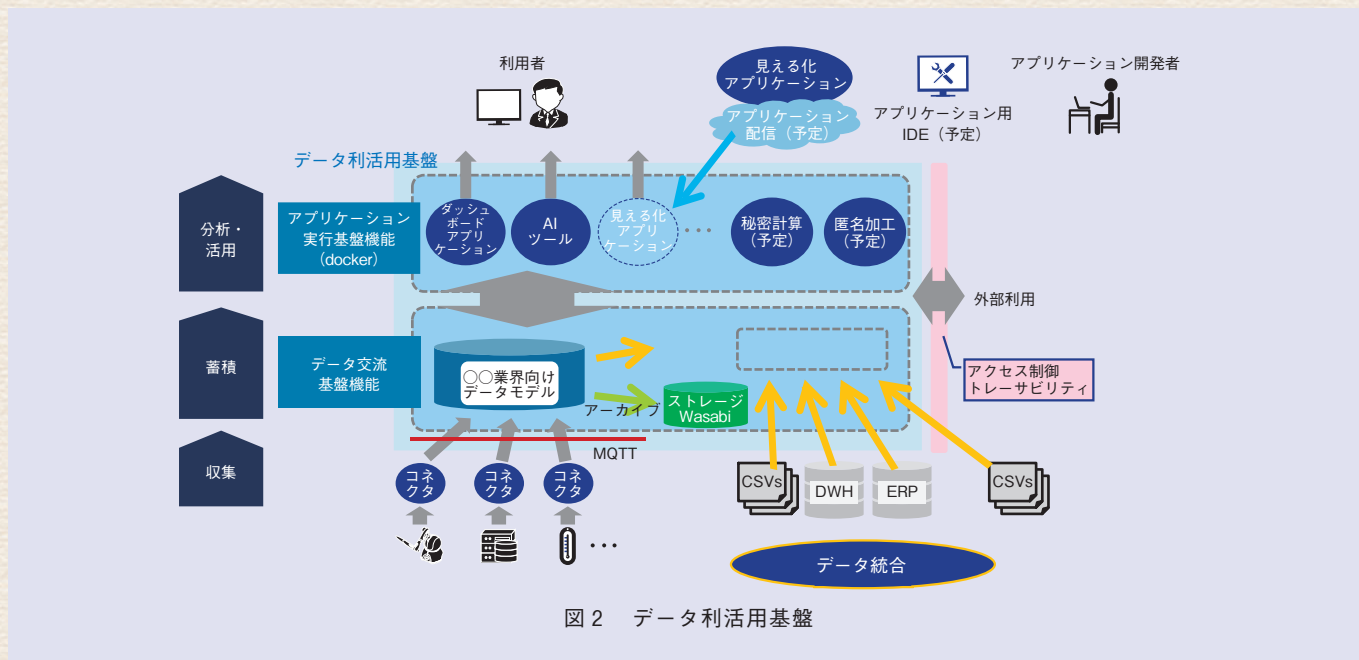 利用者
見える化
アプリケーション
アプリケーション
配信（予定）
アプリケーション用
IDE（予定）
アプリケーション開発者
データ利活用基盤
分析・
活用
アプリケーション
実行基盤機能
（docker）
ダッシュ
ボード
アプリ
ケーション
AI
ツール
見える化
アプリ
ケーション
･･･
秘密計算
（予定）
匿名加工
（予定）
外部利用
蓄積
データ交流
基盤機能
○○業界向け
データモデル
アーカイブ
ストレージ
Wasabi
アクセス制御
トレーサビリティ
収集
MQTT
コネ
クタ
コネ
クタ
コネ
クタ
･･･
CSVs
DWH
ERP
CSVs
データ統合
図2　データ利活用基盤